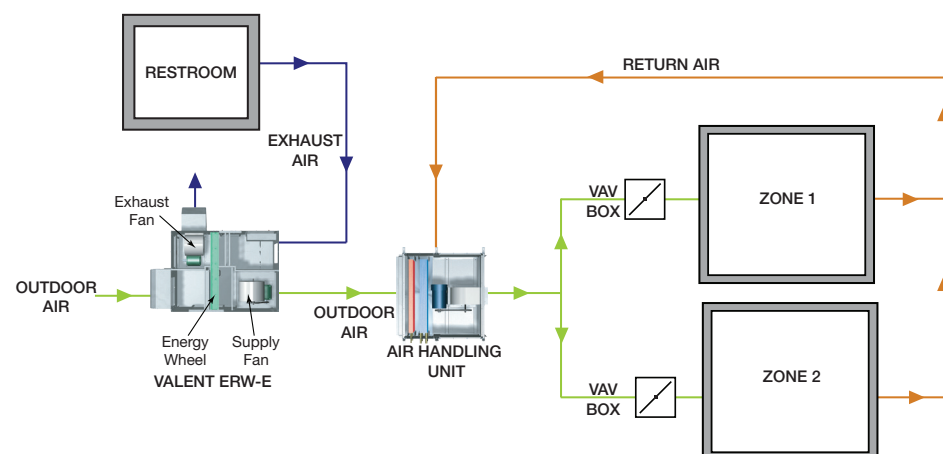 RESTROOM
RETURN AIR
EXHAUST
AIR
Exhaust
Fan
VAV
BOX
ZONE 1
OUTDOOR
AIR
OUTDOOR
AIR
Energy
Wheel
Supply
Fan
VALENT ERW-E
AIR HANDLING
UNIT
VAV
BOX
ZONE 2